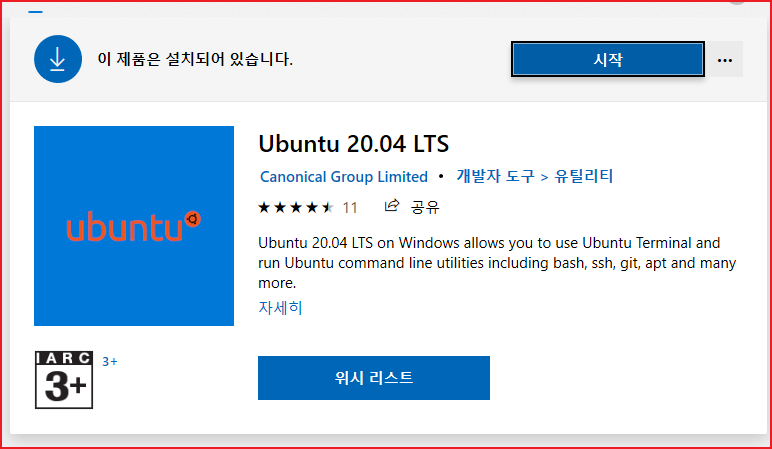 이 제품은 설치되어 있습니다.
시작
...
Ubuntu 20.04 LTS
Canonical Group Limited • 개발자 도구 > 유틸리티
11 공유
ubuntu
Ubuntu 20.04 LTS on Windows allows you to use Ubuntu Terminal and
run Ubuntu command line utilities including bash, ssh, git, apt and many
more.
자세히
IARC
3+
3+
위시 리스트